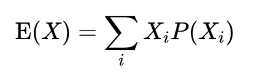 E(X) = ∑_i X_i P(X_i)